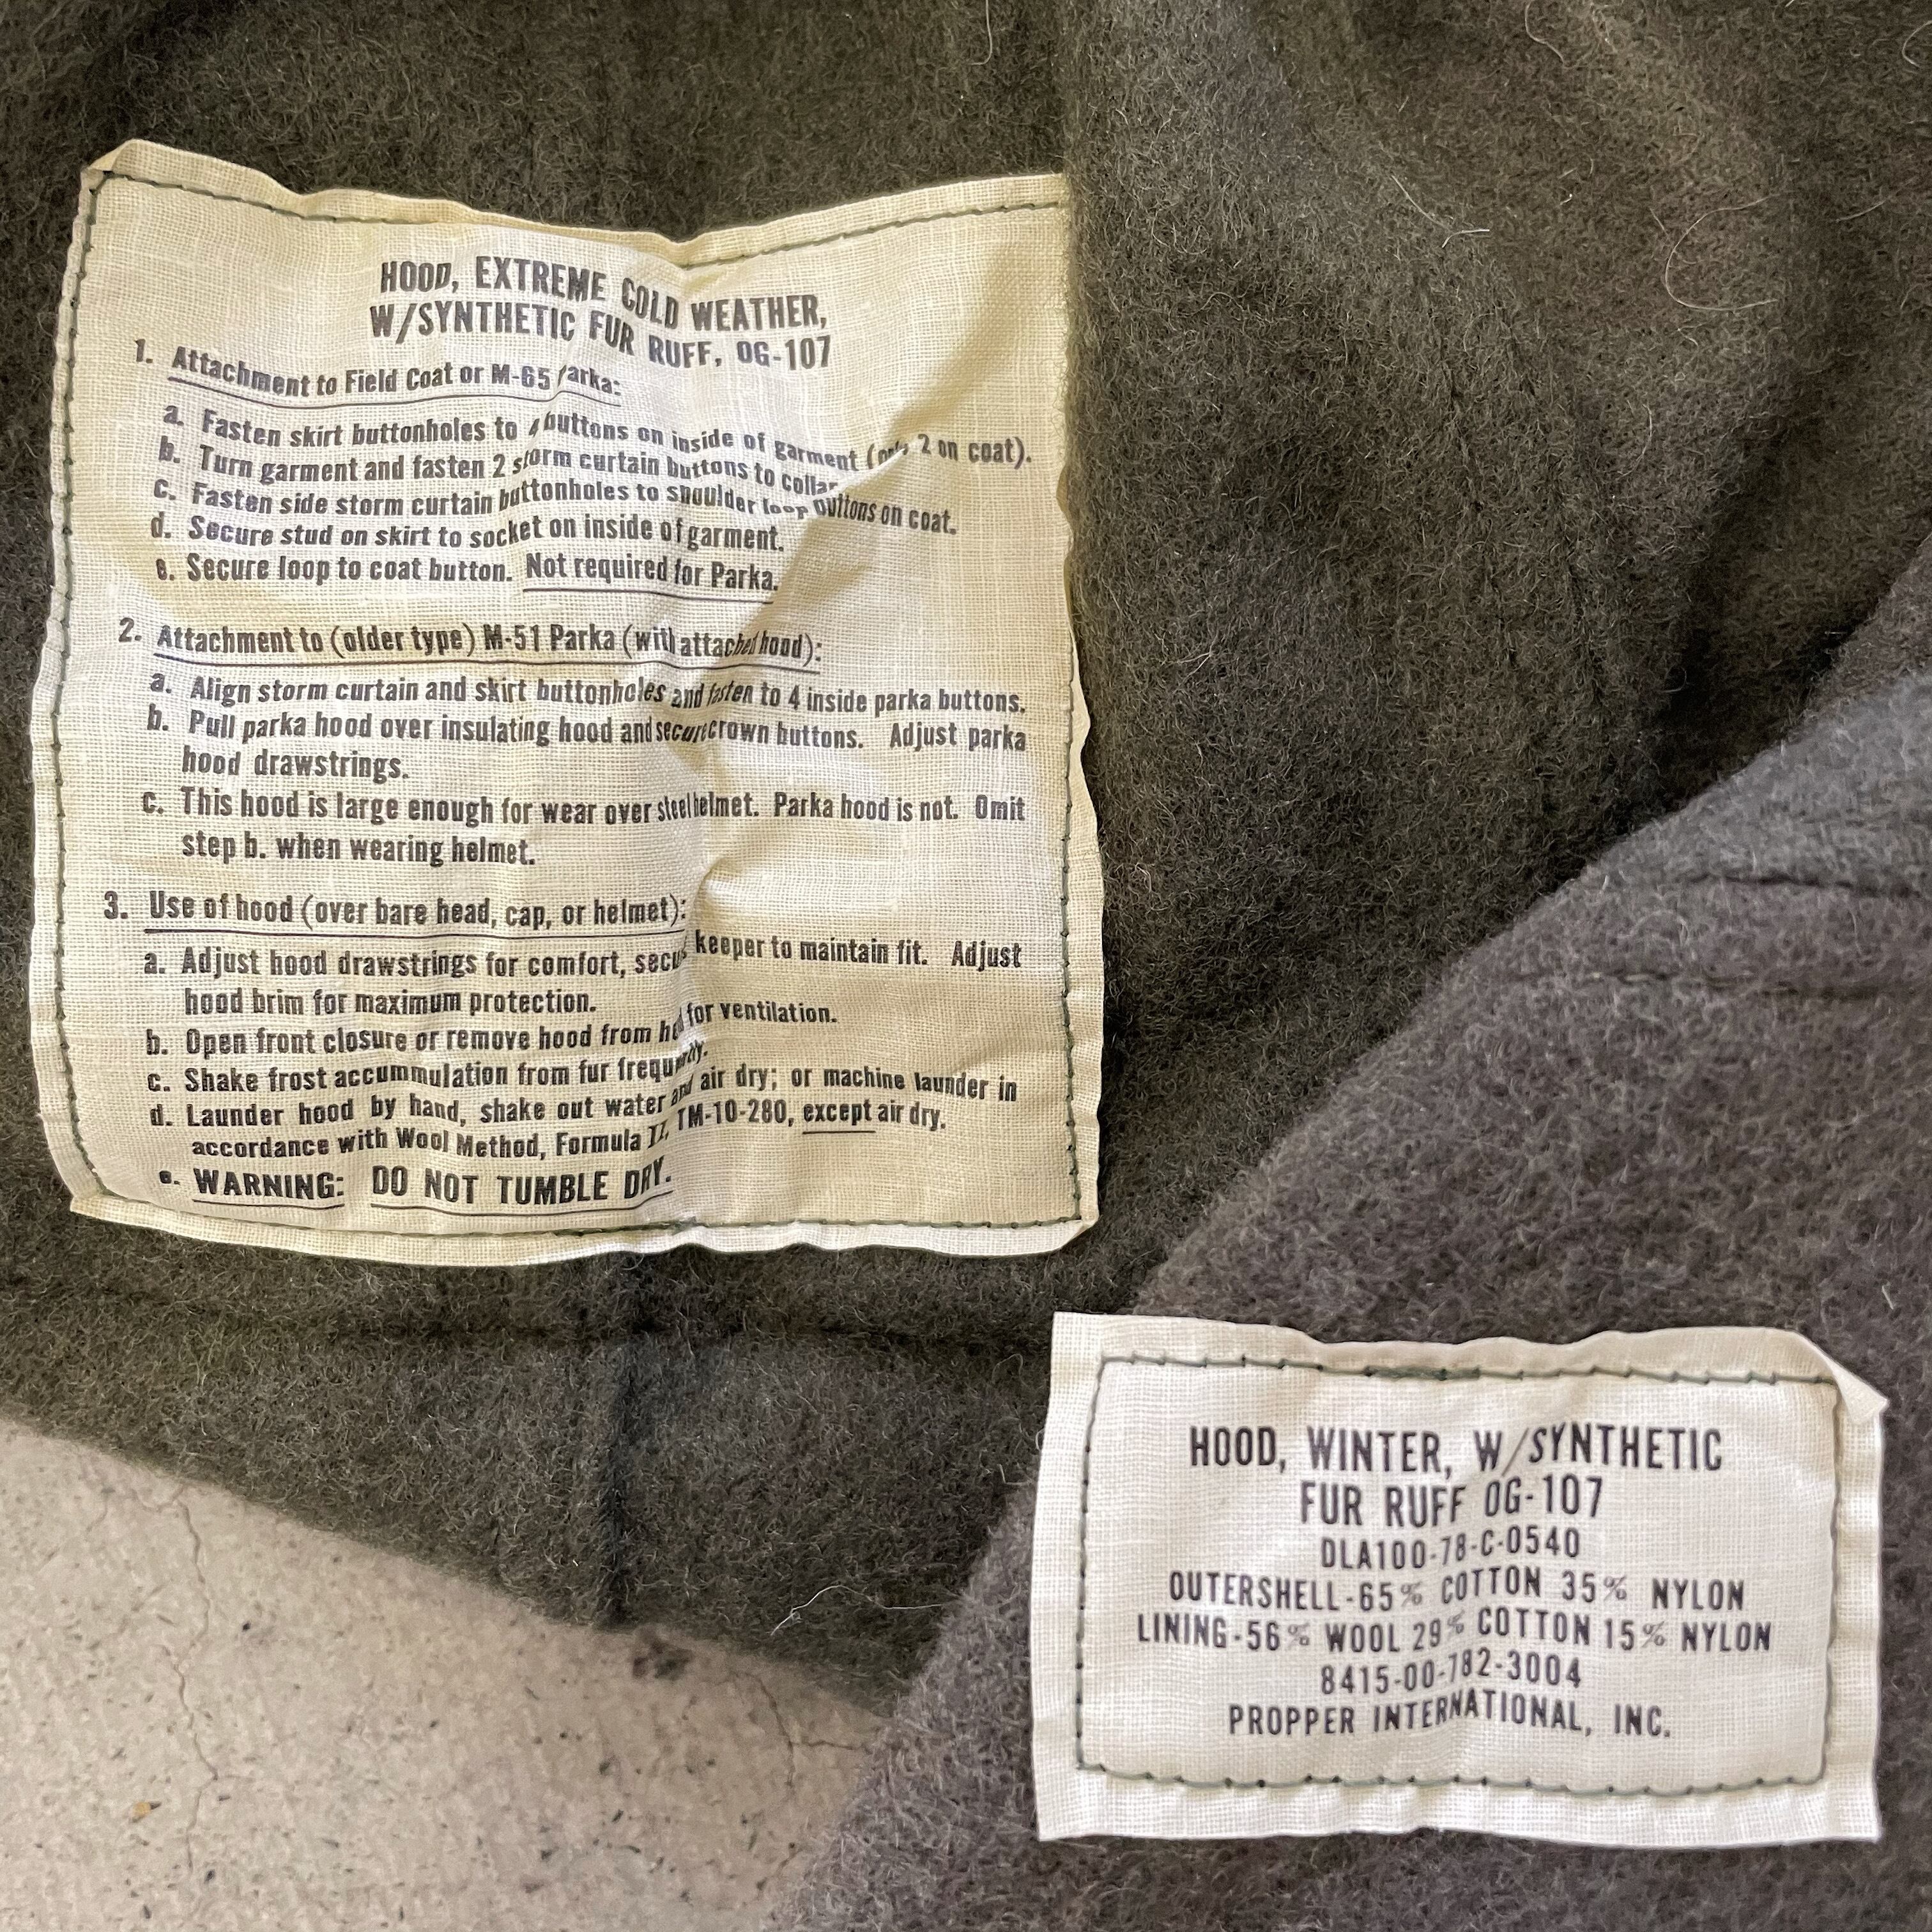 HOOD, EXTREME COLD WEATHER,
W/SYNTHETIC FUR RUFF, OG-107
1. Attachment to Field Coat or M-65 Parka:
a. Fasten skirt buttonholes to 4 buttons on inside of garment (only 2 on coat).
b. Turn garment and fasten 2 storm curtain buttons to collar
c. Fasten side storm curtain buttonholes to shoulder loop buttons on coat.
d. Secure stud on skirt to socket on inside of garment.
e. Secure loop to coat button. Not required for Parka.
2. Attachment to (older type) M-51 Parka (with attached hood):
a. Align storm curtain and skirt buttonholes and fasten to 4 inside parka buttons.
b. Pull parka hood over insulating hood and secure crown buttons. Adjust parka
hood drawstrings.
c. This hood is large enough for wear over steel helmet. Parka hood is not. Omit
step b. when wearing helmet.
3. Use of hood (over bare head, cap, or helmet):
a. Adjust hood drawstrings for comfort, secure keeper to maintain fit. Adjust
hood brim for maximum protection.
b. Open front closure or remove hood from head for ventilation.
c. Shake frost accummulation from fur frequently.
d. Launder hood by hand, shake out water and air dry; or machine launder in
accordance with Wool Method, Formula II, TM-10-280, except air dry.
e. WARNING: DO NOT TUMBLE DRY.
HOOD, WINTER, W/SYNTHETIC
FUR RUFF OG-107
DLA100-78-C-0540
OUTERSHELL-65% COTTON 35% NYLON
LINING-56% WOOL 29% COTTON 15% NYLON
8415-00-782-3004
PROPPER INTERNATIONAL, INC.